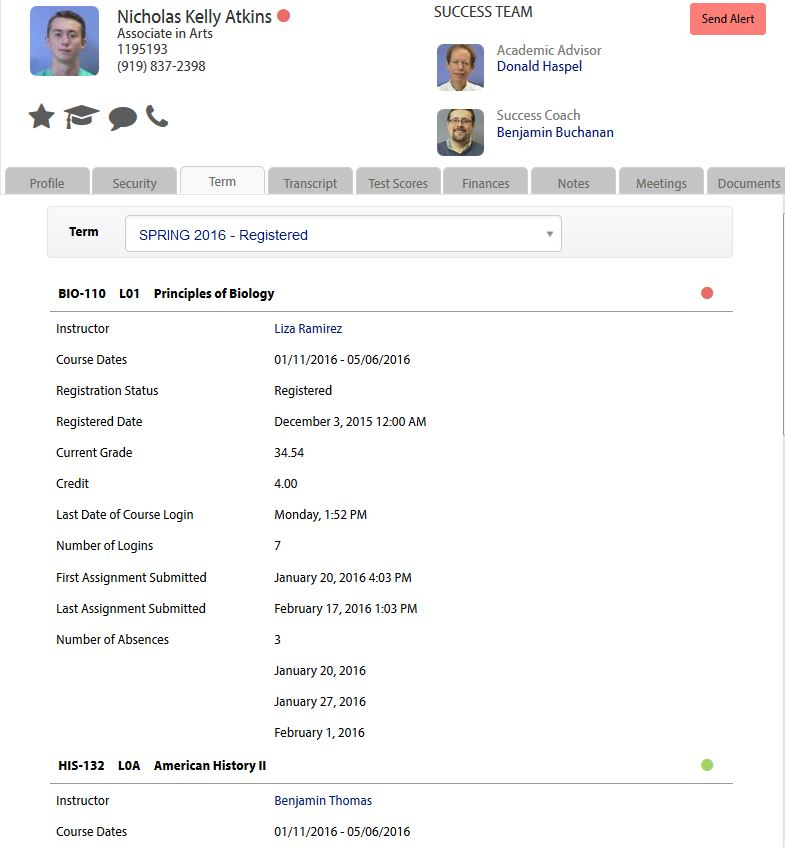 Nicholas Kelly Atkins
Associate in Arts
1195193
(919) 837-2398
SUCCESS TEAM
Academic Advisor
Donald Haspel
Success Coach
Benjamin Buchanan
Send Alert
Profile Security Term Transcript Test Scores Finances Notes Meetings Documents
Term SPRING 2016 - Registered
BIO-110 L01 Principles of Biology
Instructor Liza Ramirez
Course Dates 01/11/2016 - 05/06/2016
Registration Status Registered
Registered Date December 3, 2015 12:00 AM
Current Grade 34.54
Credit 4.00
Last Date of Course Login Monday, 1:52 PM
Number of Logins 7
First Assignment Submitted January 20, 2016 4:03 PM
Last Assignment Submitted February 17, 2016 1:03 PM
Number of Absences 3
January 20, 2016
January 27, 2016
February 1, 2016
HIS-132 L0A American History II
Instructor Benjamin Thomas
Course Dates 01/11/2016 - 05/06/2016